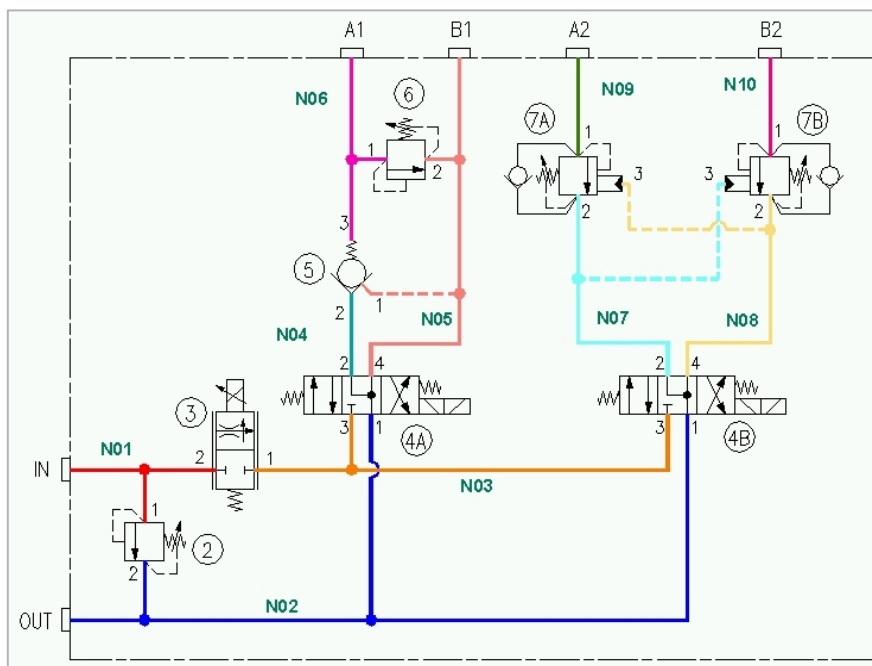 A1 B1 A2 B2
N06 6 N09 N10
7A 7B
1 2 1 1
3 3
2 2
3
5 1
2
N04 N05 N07 N08
2 4 2 4
3 4A 4B
3 1 3 1
N01
IN 2 1 N03
1
2
2
N02
OUT